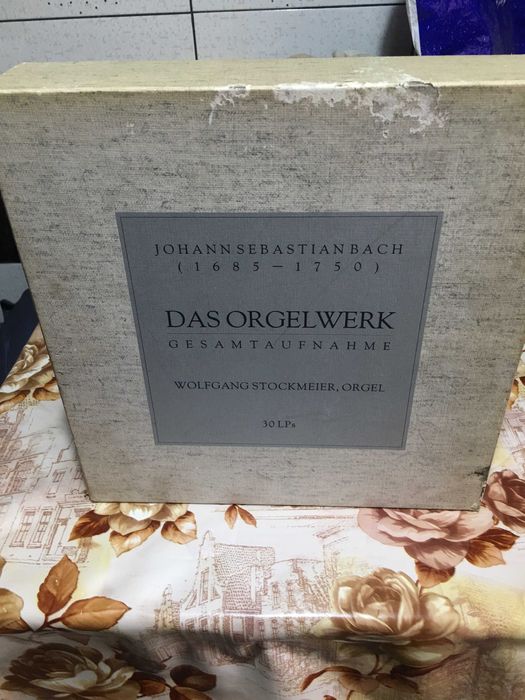 JOHANN SEBASTIAN BACH
(1685 – 1750)
DAS ORGELWERK
GESAMTAUFNAHME
WOLFGANG STOCKMEIER, ORGEL
30 LPs